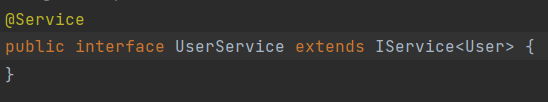 @Service
public interface UserService extends IService<User> {
}